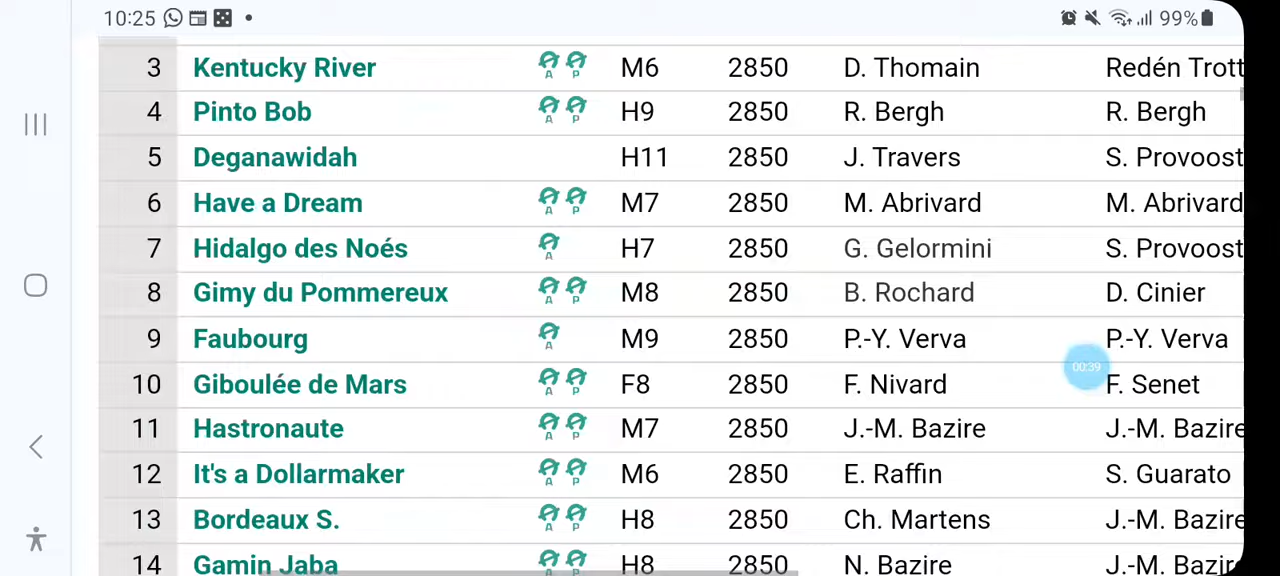 10:25 99%
3 Kentucky River A P M6 2850 D. Thomain Redén Trott
4 Pinto Bob A P H9 2850 R. Bergh R. Bergh
5 Deganawidah H11 2850 J. Travers S. Provoost
6 Have a Dream A P M7 2850 M. Abrivard M. Abrivard
7 Hidalgo des Noés A H7 2850 G. Gelormini S. Provoost
8 Gimy du Pommereux A P M8 2850 B. Rochard D. Cinier
9 Faubourg A M9 2850 P.-Y. Verva P.-Y. Verva
00:39
10 Giboulée de Mars A P F8 2850 F. Nivard F. Senet
11 Hastronaute A P M7 2850 J.-M. Bazire J.-M. Bazire
12 It's a Dollarmaker A P M6 2850 E. Raffin S. Guarato
13 Bordeaux S. A P H8 2850 Ch. Martens J.-M. Bazire
14 Gamin Jaba A P H8 2850 N. Bazire J.-M. Bazire